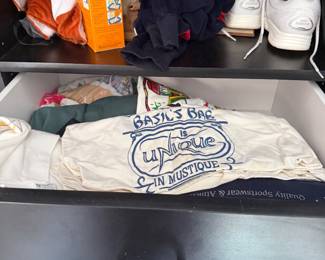 BASIL'S BAR
IS
UNIQUE
IN MUSTIQUE
Quality Sportswear &